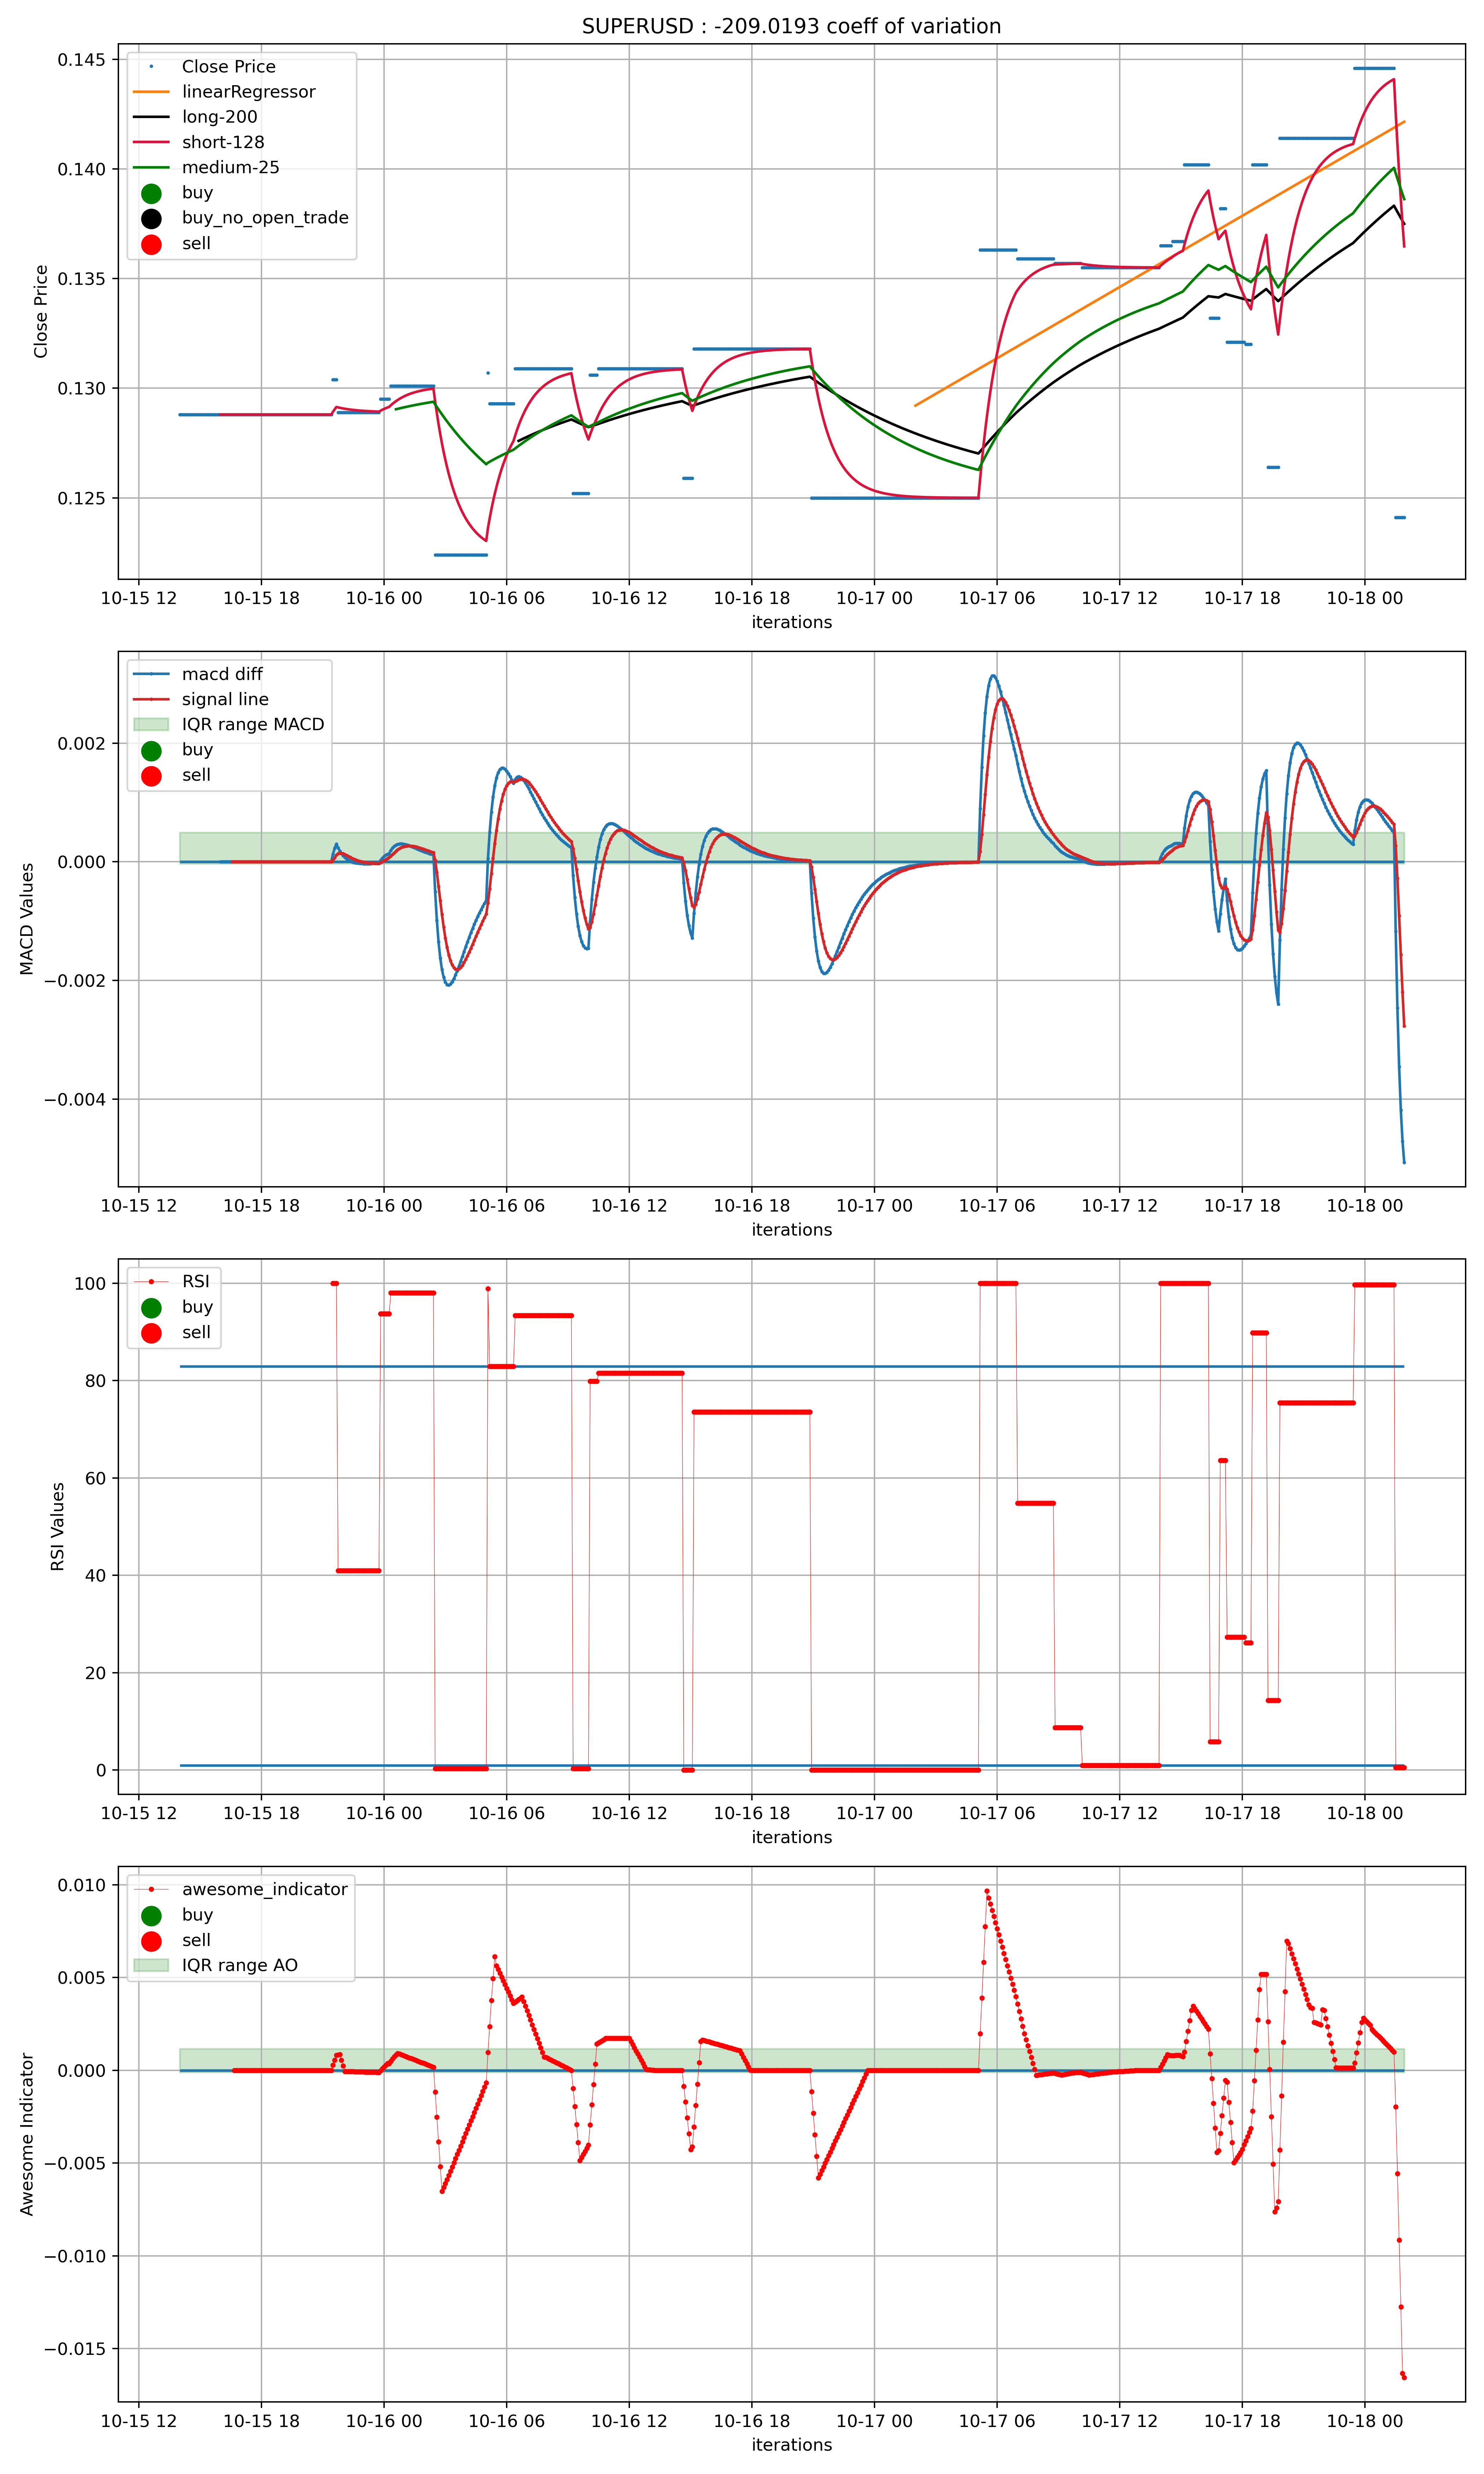 SUPERUSD : -209.0193 coeff of variation
0.145
0.140
0.135
0.130
0.125
Close Price
Close Price
linearRegressor
long-200
short-128
medium-25
buy
buy_no_open_trade
sell
10-15 12 10-15 18 10-16 00 10-16 06 10-16 12 10-16 18 10-17 00 10-17 06 10-17 12 10-17 18 10-18 00
iterations
0.002
0.000
−0.002
−0.004
MACD Values
macd diff
signal line
IQR range MACD
buy
sell
10-15 12 10-15 18 10-16 00 10-16 06 10-16 12 10-16 18 10-17 00 10-17 06 10-17 12 10-17 18 10-18 00
iterations
100
80
60
40
20
0
RSI Values
RSI
buy
sell
10-15 12 10-15 18 10-16 00 10-16 06 10-16 12 10-16 18 10-17 00 10-17 06 10-17 12 10-17 18 10-18 00
iterations
0.010
0.005
0.000
−0.005
−0.010
−0.015
Awesome Indicator
awesome_indicator
buy
sell
IQR range AO
10-15 12 10-15 18 10-16 00 10-16 06 10-16 12 10-16 18 10-17 00 10-17 06 10-17 12 10-17 18 10-18 00
iterations